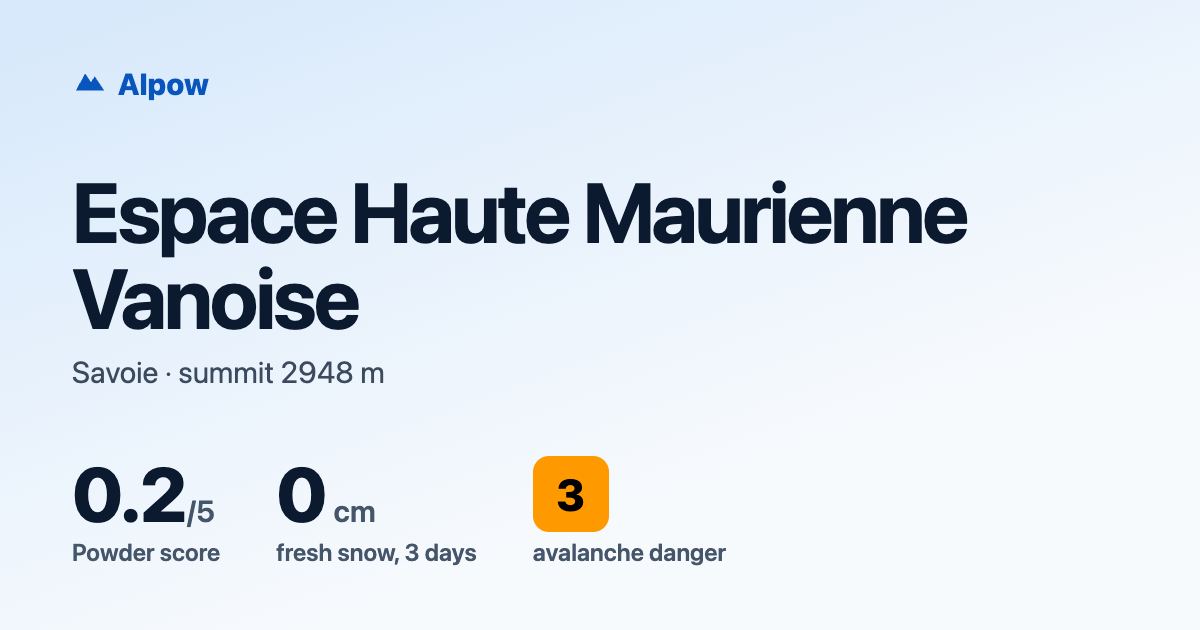 Alpow
Espace Haute Maurienne
Vanoise
Savoie · summit 2948 m
0.2/5
Powder score
0 cm
fresh snow, 3 days
3
avalanche danger